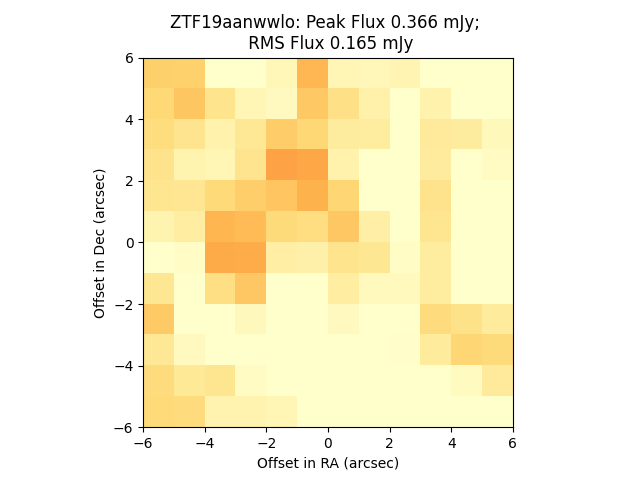 ZTF19aanwwlo: Peak Flux 0.366 mJy;
RMS Flux 0.165 mJy
6
4
2
0
−2
−4
−6
Offset in Dec (arcsec)
−6 −4 −2 0 2 4 6
Offset in RA (arcsec)